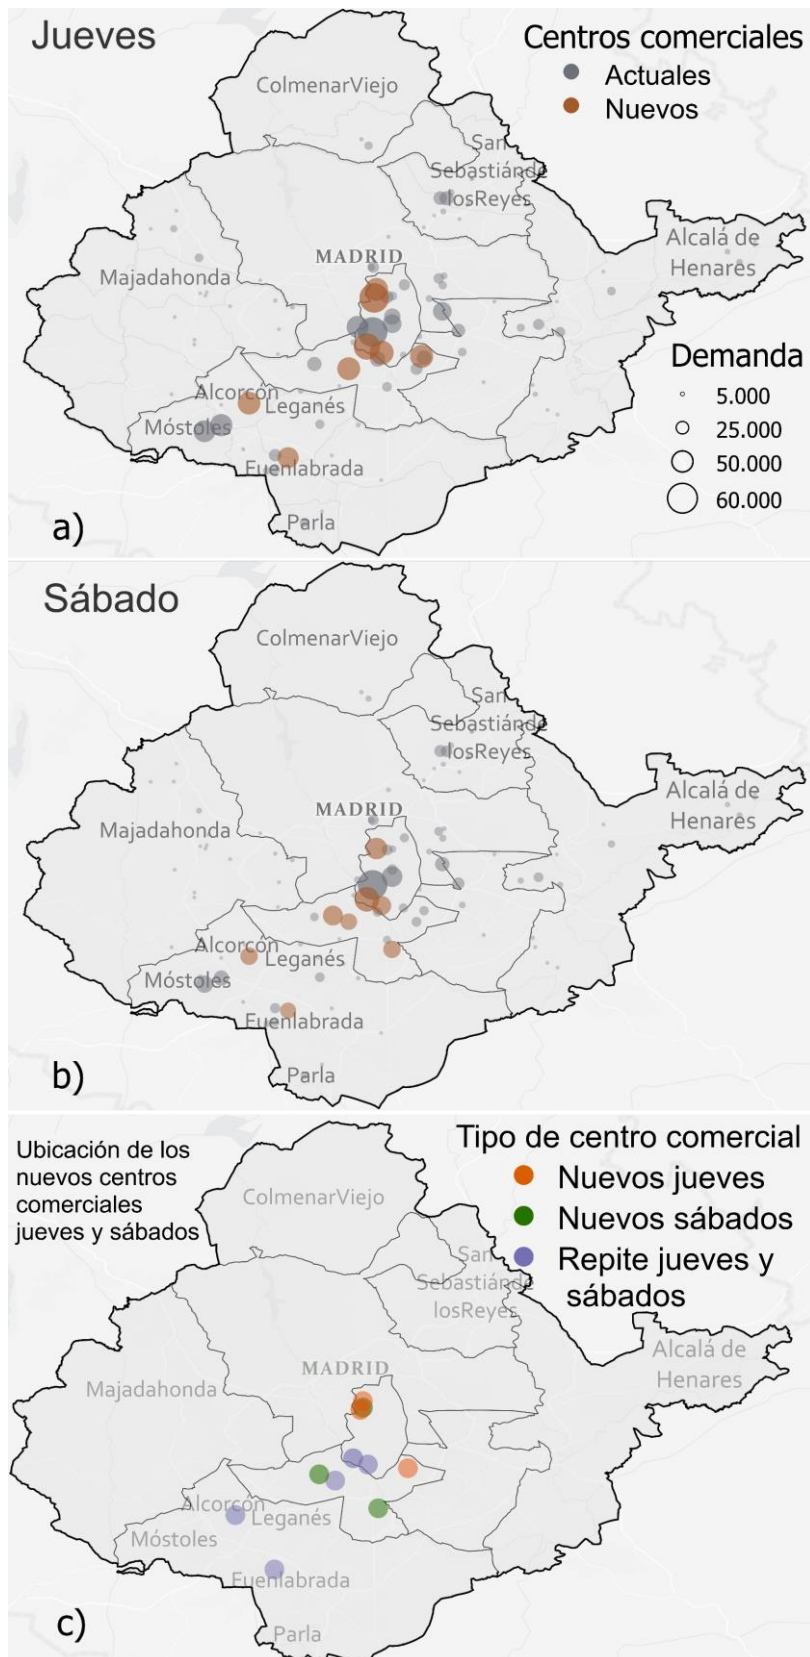 Jueves
Centros comerciales
Actuales
Nuevos
ColmenarViejo
San
Sebastiánde
losReyes
Alcalá de
Henares
MADRID
Majadahonda
Demanda
5.000
25.000
50.000
60.000
Alcorcón
Leganés
Móstoles
Fuenlabrada
Parla
a)
Sábado
ColmenarViejo
San
Sebastiánde
losReyes
Alcalá de
Henares
MADRID
Majadahonda
Alcorcón
Leganés
Móstoles
Fuenlabrada
Parla
b)
Ubicación de los
nuevos centros
comerciales
jueves y sábados
Tipo de centro comercial
Nuevos jueves
Nuevos sábados
Repite jueves y
sábados
ColmenarViejo
San
Sebastiánde
losReyes
Alcalá de
Henares
MADRID
Majadahonda
Alcorcón
Leganés
Móstoles
Fuenlabrada
Parla
c)